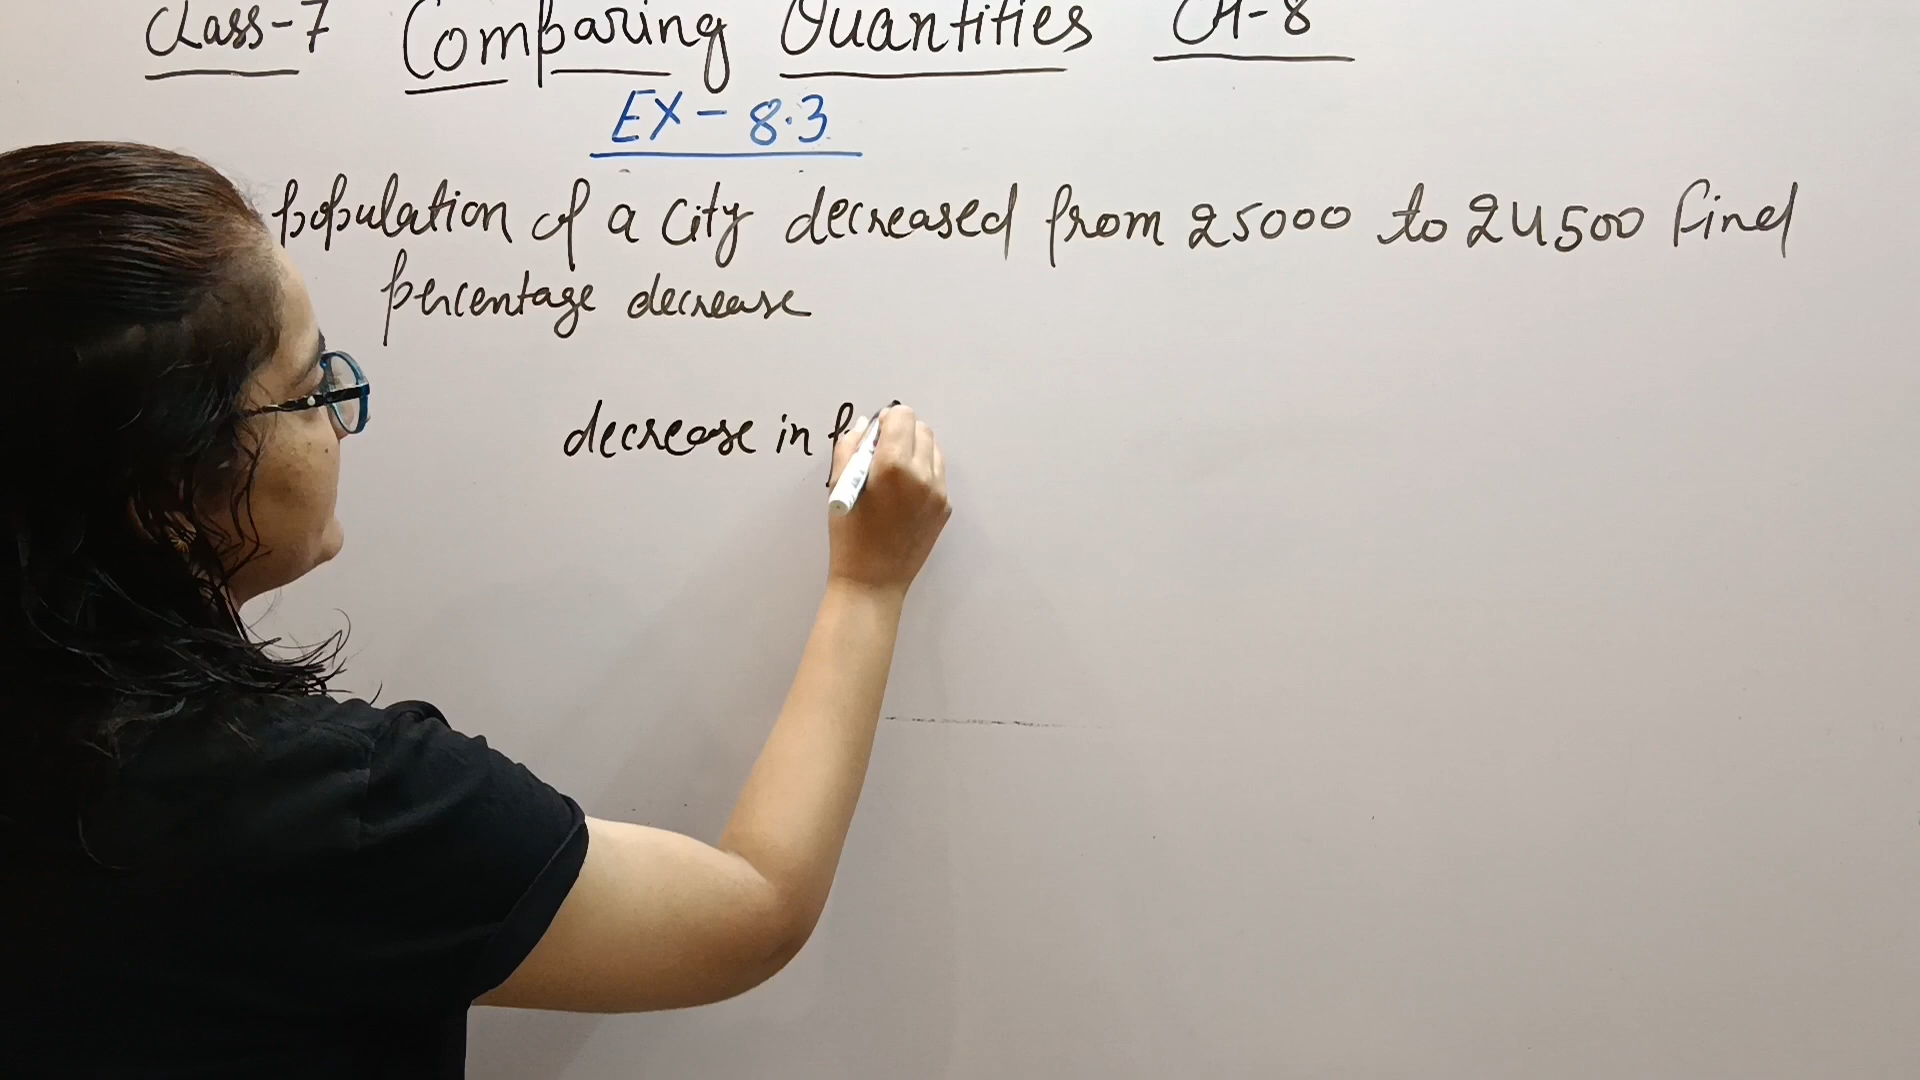 Class-7 Comparing Quantities CH-8
EX-8.3
population of a city decreased from 25000 to 24500 find
percentage decrease
decrease in